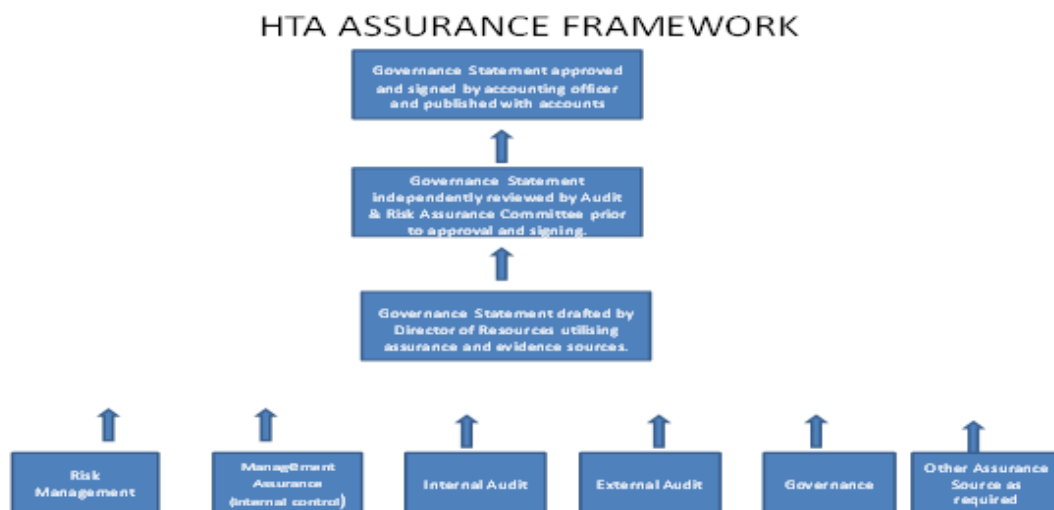 HTA ASSURANCE FRAMEWORK
Governance Statement approved
and signed by accounting officer
and published with accounts
Governance Statement
independently reviewed by Audit
& Risk Assurance Committee prior
to approval and signing.
Governance Statement drafted by
Director of Resources utilising
assurance and evidence sources.
Risk
Management
Management
Assurance
(internal control)
Internal Audit
External Audit
Governance
Other Assurance
Source as
required